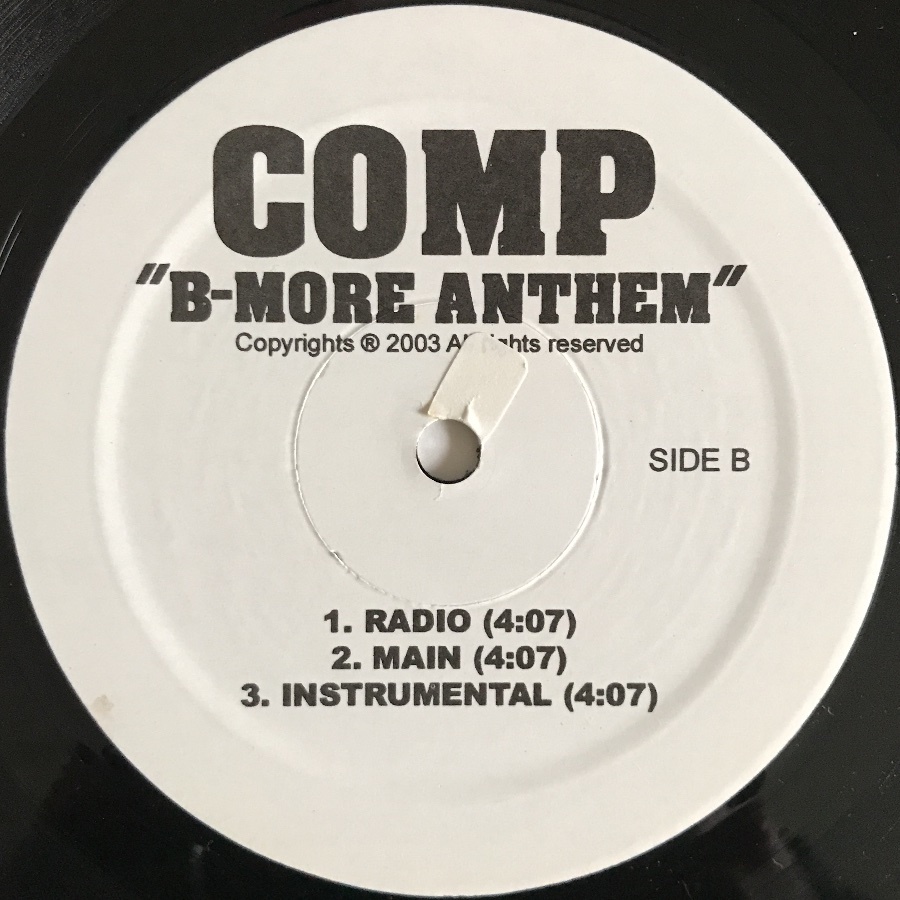 COMP
"B-MORE ANTHEM"
Copyrights ® 2003 reserved
SIDE B
1. RADIO (4:07)
2. MAIN (4:07)
3. INSTRUMENTAL (4:07)